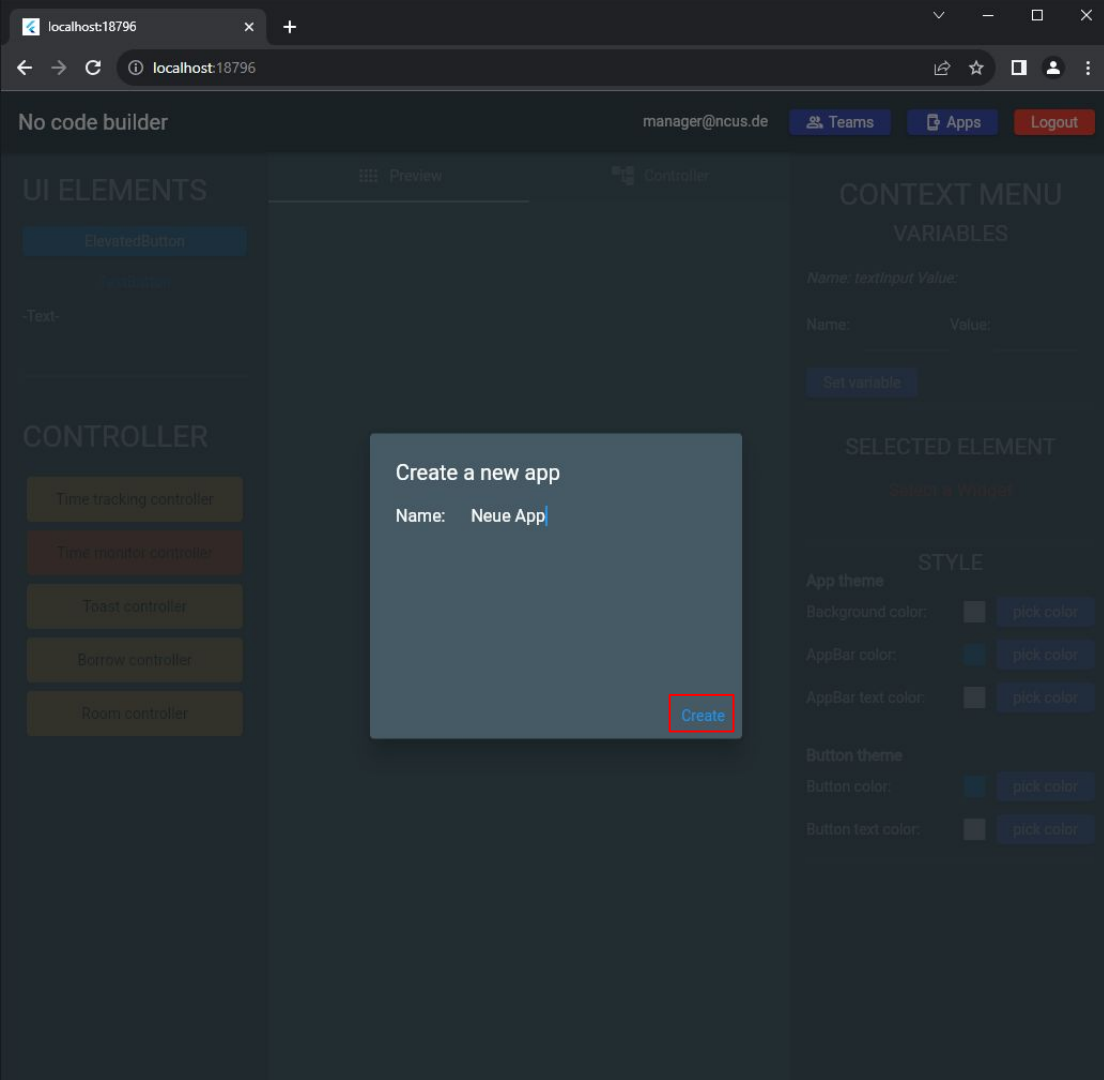 localhost:18796
localhost:18796
No code builder
manager@ncus.de
Teams
Apps
Logout
UI ELEMENTS
ElevatedButton
-Text-
CONTROLLER
Time tracking controller
Time monitor controller
Toast controller
Borrow controller
Room controller
Preview
Controller
Create a new app
Name: Neue App
Create
CONTEXT MENU
VARIABLES
Name: textInput Value:
Name: Value:
Set variable
SELECTED ELEMENT
Select a Widget
STYLE
App theme
Background color: pick color
AppBar color: pick color
AppBar text color: pick color
Button theme
Button color: pick color
Button text color: pick color